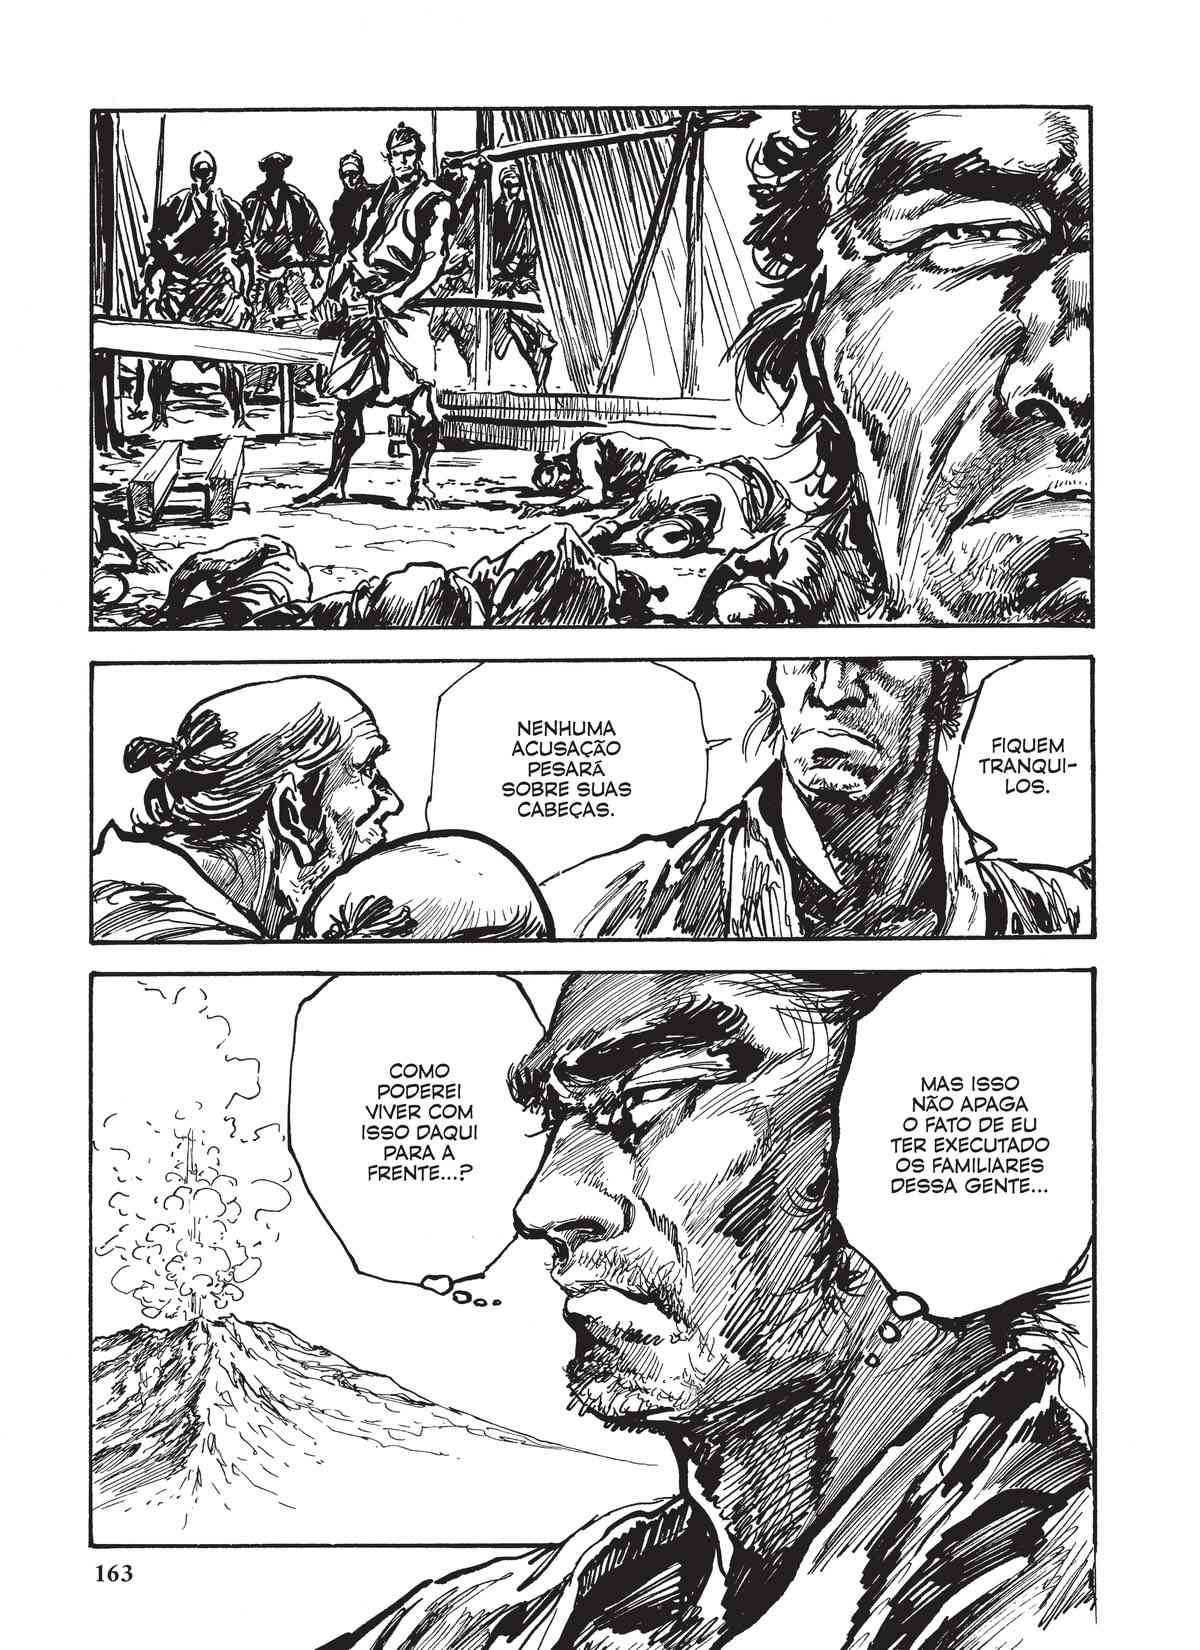 FIQUEM
TRANQUI-
LOS.
NENHUMA
ACUSAÇÃO
PESARÁ
SOBRE SUAS
CABEÇAS.
MAS ISSO
NÃO APAGA
O FATO DE EU
TER EXECUTADO
OS FAMILIARES
DESSA GENTE...
COMO
PODEREI
VIVER COM
ISSO DAQUI
PARA A
FRENTE...?
163